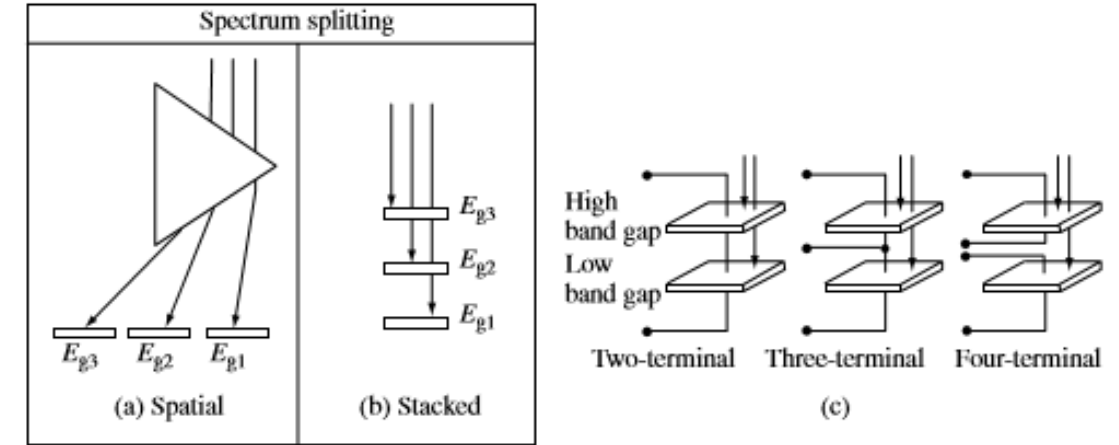 Spectrum splitting
E_g3 E_g2 E_g1
(a) Spatial
E_g3
E_g2
E_g1
(b) Stacked
High
band gap
Low
band gap
Two-terminal Three-terminal Four-terminal
(c)